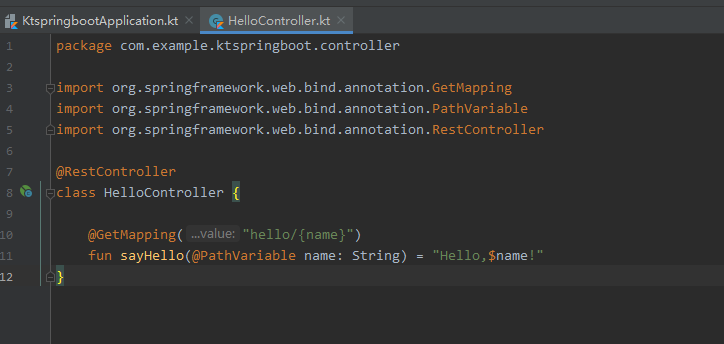 KtspringbootApplication.kt × HelloController.kt ×
1 package com.example.ktspringboot.controller
2
3 import org.springframework.web.bind.annotation.GetMapping
4 import org.springframework.web.bind.annotation.PathVariable
5 import org.springframework.web.bind.annotation.RestController
6
7 @RestController
8 class HelloController {
9
10 @GetMapping( ...value: "hello/{name}")
11 fun sayHello(@PathVariable name: String) = "Hello,$name!"
12 }